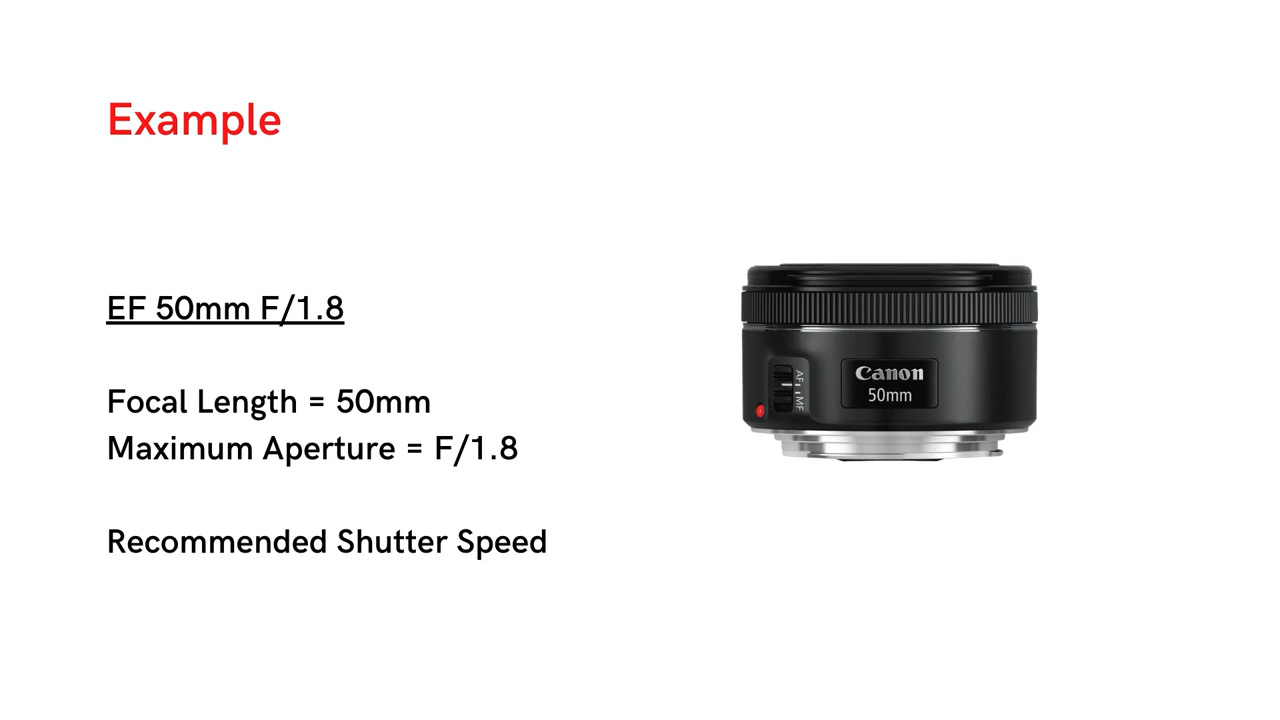 Example
EF 50mm F/1.8
Focal Length = 50mm
Maximum Aperture = F/1.8
Recommended Shutter Speed
AF
MF
Canon
50mm